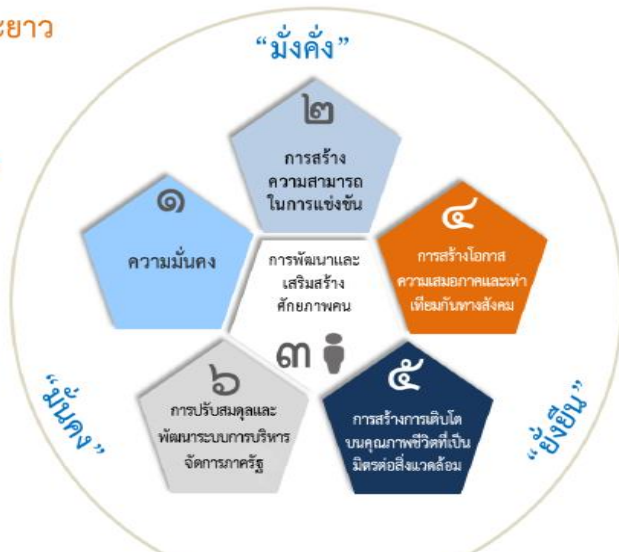 ะยาว
“มั่งคั่ง”
๒
การสร้าง
ความสามารถ
ในการแข่งขัน
๑
ความมั่นคง
การพัฒนาและ
เสริมสร้าง
ศักยภาพคน
๓
๔
การสร้างโอกาส
ความเสมอภาคและเท่า
เทียมกันทางสังคม
๖
การปรับสมดุลและ
พัฒนาระบบการบริหาร
จัดการภาครัฐ
๕
การสร้างการเติบโต
บนคุณภาพชีวิตที่เป็น
มิตรต่อสิ่งแวดล้อม
“มั่นคง”
“ยั่งยืน”